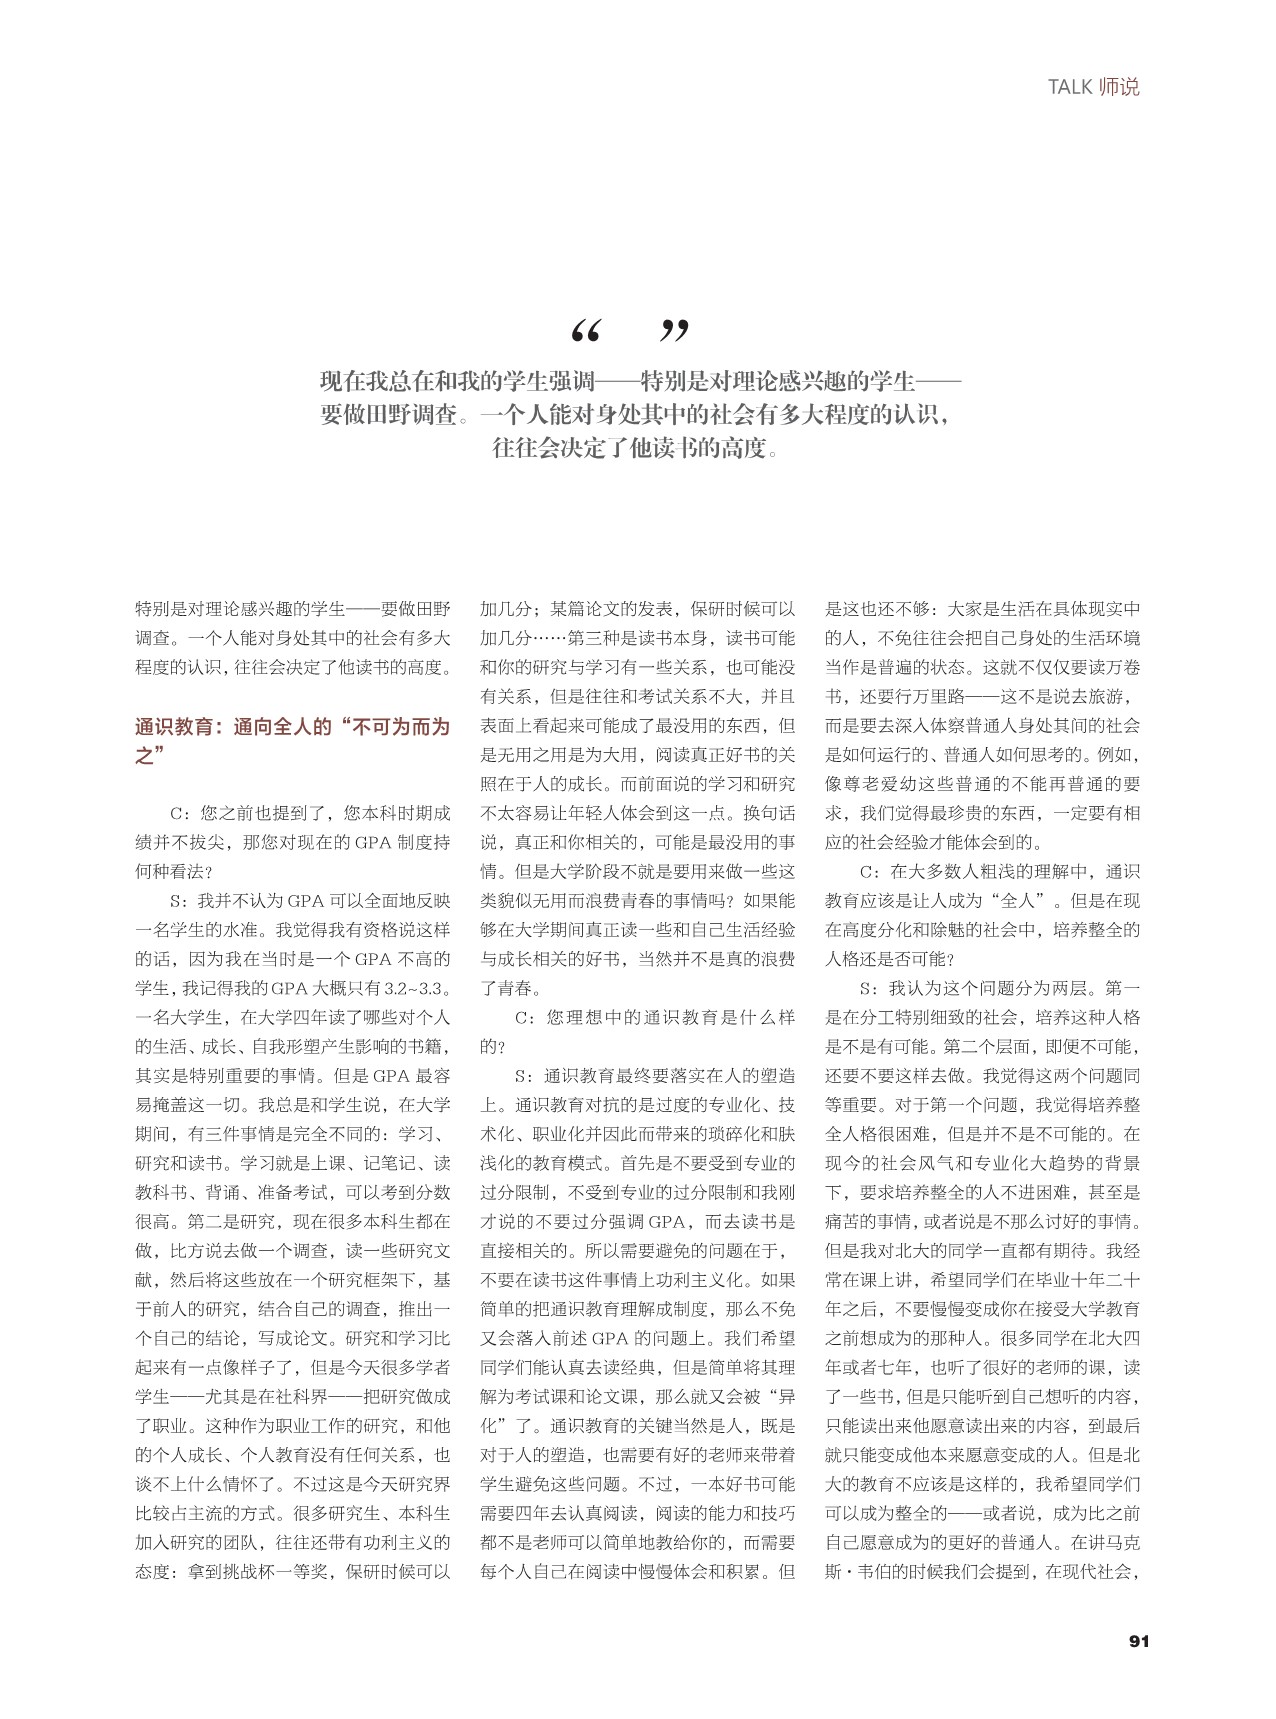 TALK 师说
“ ”
现在我总在和我的学生强调——特别是对理论感兴趣的学生——
要做田野调查。一个人能对身处其中的社会有多大程度的认识，
往往会决定了他读书的高度。
特别是对理论感兴趣的学生——要做田野
调查。一个人能对身处其中的社会有多大
程度的认识，往往会决定了他读书的高度。
通识教育：通向全人的“不可为而为
之”
C：您之前也提到了，您本科时期成
绩并不拔尖，那您对现在的 GPA 制度持
何种看法？
S：我并不认为 GPA 可以全面地反映
一名学生的水准。我觉得我有资格说这样
的话，因为我在当时是一个 GPA 不高的
学生，我记得我的 GPA 大概只有 3.2~3.3。
一名大学生，在大学四年读了哪些对个人
的生活、成长、自我形塑产生影响的书籍，
其实是特别重要的事情。但是 GPA 最容
易掩盖这一切。我总是和学生说，在大学
期间，有三件事情是完全不同的：学习、
研究和读书。学习就是上课、记笔记、读
教科书、背诵、准备考试，可以考到分数
很高。第二是研究，现在很多本科生都在
做，比方说去做一个调查，读一些研究文
献，然后将这些放在一个研究框架下，基
于前人的研究，结合自己的调查，推出一
个自己的结论，写成论文。研究和学习比
起来有一点像样子了，但是今天很多学者
学生——尤其是在社科界——把研究做成
了职业。这种作为职业工作的研究，和他
的个人成长、个人教育没有任何关系，也
谈不上什么情怀了。不过这是今天研究界
比较占主流的方式。很多研究生、本科生
加入研究的团队，往往还带有功利主义的
态度：拿到挑战杯一等奖，保研时候可以
加几分；某篇论文的发表，保研时候可以
加几分……第三种是读书本身，读书可能
和你的研究与学习有一些关系，也可能没
有关系，但是往往和考试关系不大，并且
表面上看起来可能成了最没用的东西，但
是无用之用是为大用，阅读真正好书的关
照在于人的成长。而前面说的学习和研究
不太容易让年轻人体会到这一点。换句话
说，真正和你相关的，可能是最没用的事
情。但是大学阶段不就是要用来做一些这
类貌似无用而浪费青春的事情吗？如果能
够在大学期间真正读一些和自己生活经验
与成长相关的好书，当然并不是真的浪费
了青春。
C：您理想中的通识教育是什么样
的？
S：通识教育最终要落实在人的塑造
上。通识教育对抗的是过度的专业化、技
术化、职业化并因此而带来的琐碎化和肤
浅化的教育模式。首先是不要受到专业的
过分限制，不受到专业的过分限制和我刚
才说的不要过分强调 GPA，而去读书是
直接相关的。所以需要避免的问题在于，
不要在读书这件事情上功利主义化。如果
简单的把通识教育理解成制度，那么不免
又会落入前述 GPA 的问题上。我们希望
同学们能认真去读经典，但是简单将其理
解为考试课和论文课，那么就又会被“异
化”了。通识教育的关键当然是人，既是
对于人的塑造，也需要有好的老师来带着
学生避免这些问题。不过，一本好书可能
需要四年去认真阅读，阅读的能力和技巧
都不是老师可以简单地教给你的，而需要
每个人自己在阅读中慢慢体会和积累。但
是这也还不够：大家是生活在具体现实中
的人，不免往往会把自己身处的生活环境
当作是普遍的状态。这就不仅仅要读万卷
书，还要行万里路——这不是说去旅游，
而是要去深入体察普通人身处其间的社会
是如何运行的、普通人如何思考的。例如，
像尊老爱幼这些普通的不能再普通的要
求，我们觉得最珍贵的东西，一定要有相
应的社会经验才能体会到的。
C：在大多数人粗浅的理解中，通识
教育应该是让人成为“全人”。但是在现
在高度分化和除魅的社会中，培养整全的
人格还是否可能？
S：我认为这个问题分为两层。第一
是在分工特别细致的社会，培养这种人格
是不是有可能。第二个层面，即便不可能，
还要不要这样去做。我觉得这两个问题同
等重要。对于第一个问题，我觉得培养整
全人格很困难，但是并不是不可能的。在
现今的社会风气和专业化大趋势的背景
下，要求培养整全的人不进困难，甚至是
痛苦的事情，或者说是不那么讨好的事情。
但是我对北大的同学一直都有期待。我经
常在课上讲，希望同学们在毕业十年二十
年之后，不要慢慢变成你在接受大学教育
之前想成为的那种人。很多同学在北大四
年或者七年，也听了很好的老师的课，读
了一些书，但是只能听到自己想听的内容，
只能读出来他愿意读出来的内容，到最后
就只能变成他本来愿意变成的人。但是北
大的教育不应该是这样的，我希望同学们
可以成为整全的——或者说，成为比之前
自己愿意成为的更好的普通人。在讲马克
斯·韦伯的时候我们会提到，在现代社会，
91